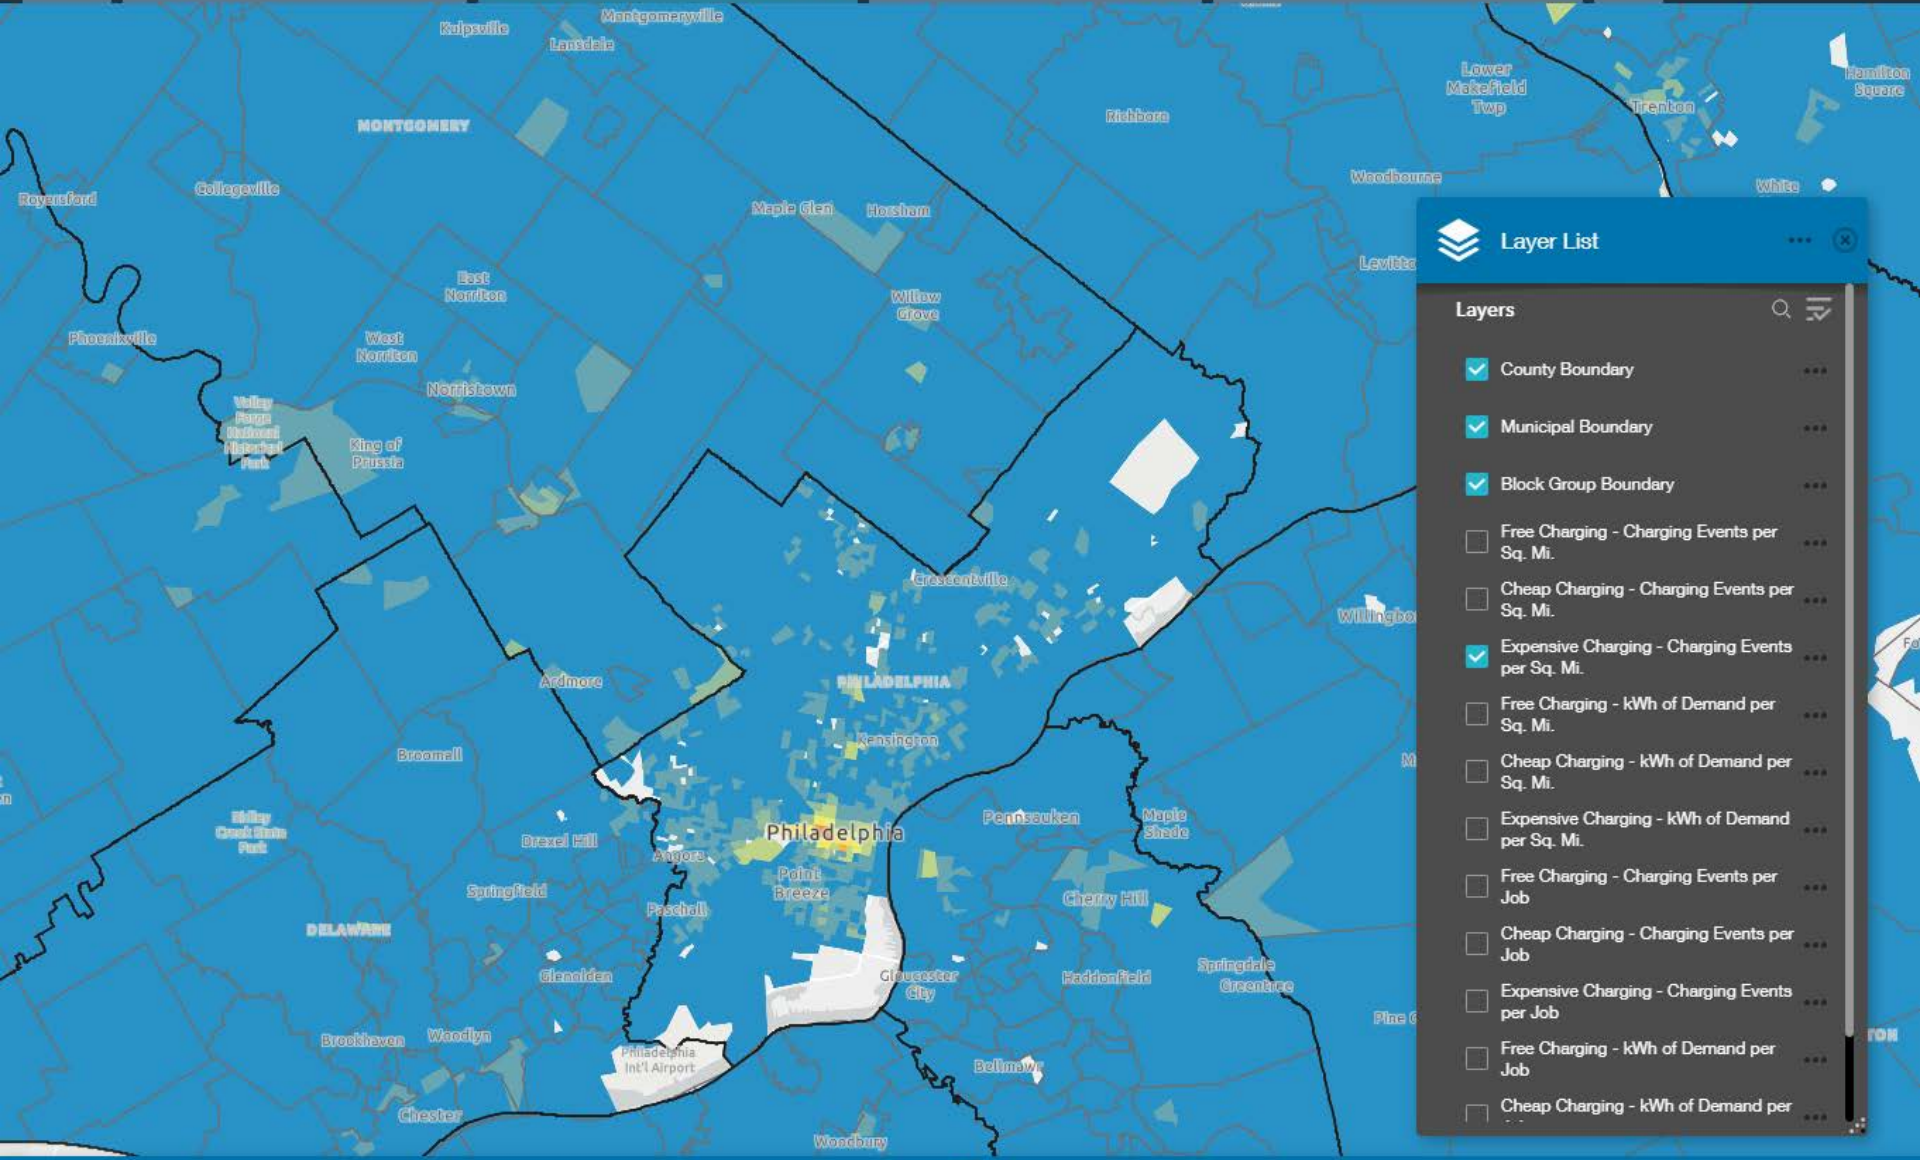 Montgomeryville
Kulpsville
Lansdale
MONTGOMERY
Richboro
Lower
Makefield
Twp
Hamilton
Square
Trenton
Woodbourne
White
Royersford
Collegeville
Maple Glen
Horsham
East
Norriton
Willow
Grove
Phoenixville
West
Norriton
Norristown
Valley
Forge
National
Historical
Park
King of
Prussia
Levitto
Crescentville
Willingbo
Ardmore
PHILADELPHIA
Kensington
Broomall
Ridley
Creek State
Park
Drexel Hill
Philadelphia
Pennsauken
Maple
Shade
Angora
Point
Breeze
Springfield
Paschall
Cherry Hill
DELAWARE
Glenolden
Gloucester
City
Haddonfield
Springdale
Greentree
Pine
Brookhaven
Woodlyn
Philadelphia
Int'l Airport
Bellmawr
Chester
Woodbury
TON
Layer List
Layers
County Boundary
Municipal Boundary
Block Group Boundary
Free Charging - Charging Events per
Sq. Mi.
Cheap Charging - Charging Events per
Sq. Mi.
Expensive Charging - Charging Events
per Sq. Mi.
Free Charging - kWh of Demand per
Sq. Mi.
Cheap Charging - kWh of Demand per
Sq. Mi.
Expensive Charging - kWh of Demand
per Sq. Mi.
Free Charging - Charging Events per
Job
Cheap Charging - Charging Events per
Job
Expensive Charging - Charging Events
per Job
Free Charging - kWh of Demand per
Job
Cheap Charging - kWh of Demand per